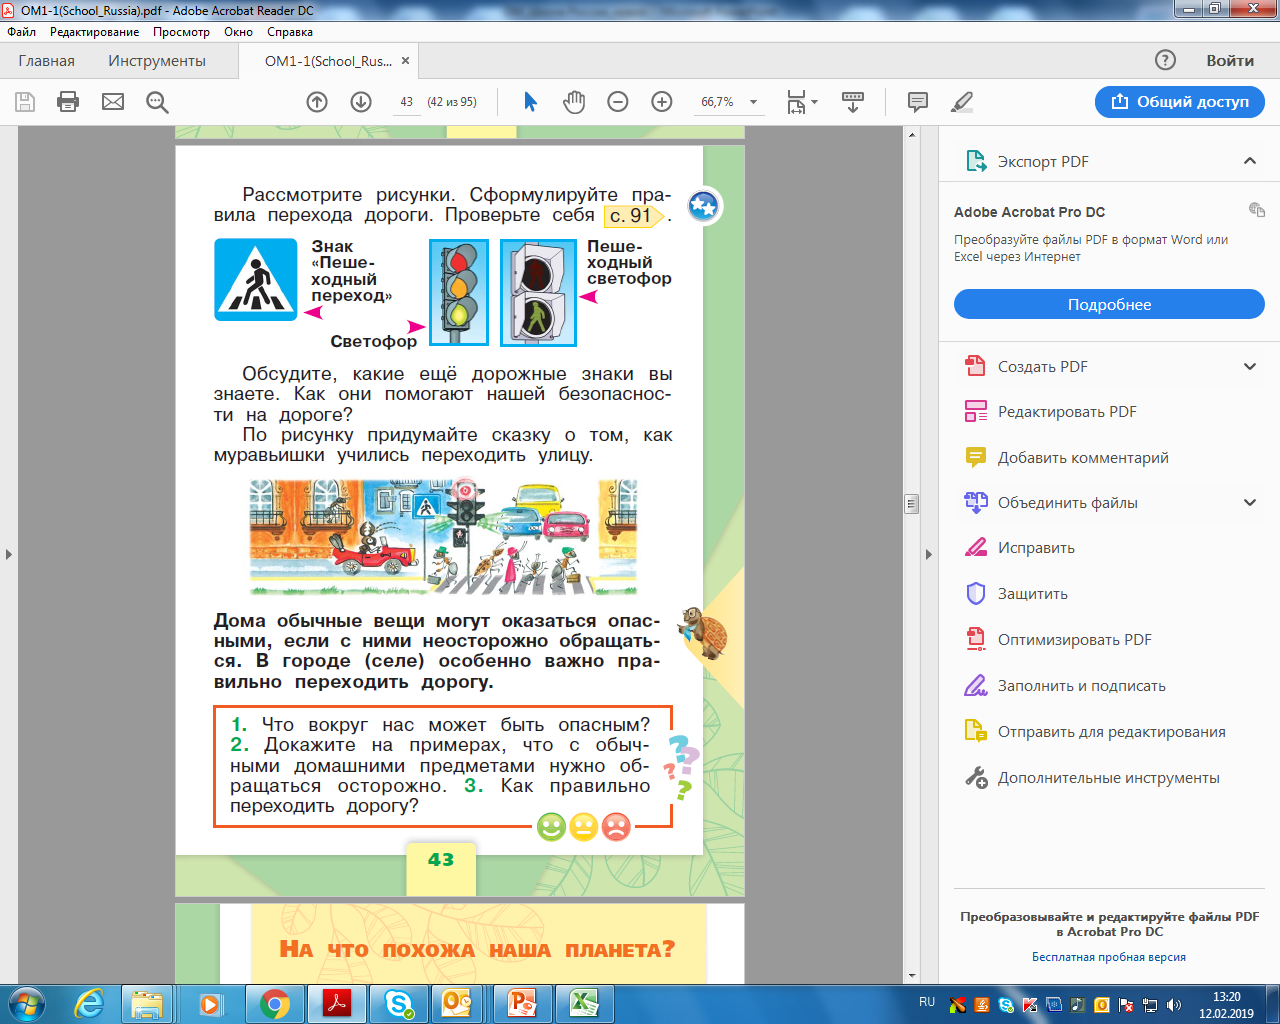 OM1-1(School_Russia).pdf - Adobe Acrobat Reader DC
Файл Редактирование Просмотр Окно Справка
Главная Инструменты OM1-1(School_Rus... × Войти
43 (42 из 95) 66,7% Общий доступ
Рассмотрите рисунки. Сформулируйте пра-
вила перехода дороги. Проверьте себя с. 91 .
Знак
«Пеше-
ходный
переход»
Светофор
Пеше-
ходный
светофор
Обсудите, какие ещё дорожные знаки вы
знаете. Как они помогают нашей безопаснос-
ти на дороге?
По рисунку придумайте сказку о том, как
муравьишки учились переходить улицу.
Дома обычные вещи могут оказаться опас-
ными, если с ними неосторожно обращать-
ся. В городе (селе) особенно важно пра-
вильно переходить дорогу.
1. Что вокруг нас может быть опасным?
2. Докажите на примерах, что с обыч-
ными домашними предметами нужно об-
ращаться осторожно. 3. Как правильно
переходить дорогу?
43
На что похожа наша планета?
Экспорт PDF
Adobe Acrobat Pro DC
Преобразуйте файлы PDF в формат Word или
Excel через Интернет
Подробнее
Создать PDF
Редактировать PDF
Добавить комментарий
Объединить файлы
Исправить
Защитить
Оптимизировать PDF
Заполнить и подписать
Отправить для редактирования
Дополнительные инструменты
Преобразовывайте и редактируйте файлы PDF
в Acrobat Pro DC
Бесплатная пробная версия
RU 13:20
12.02.2019